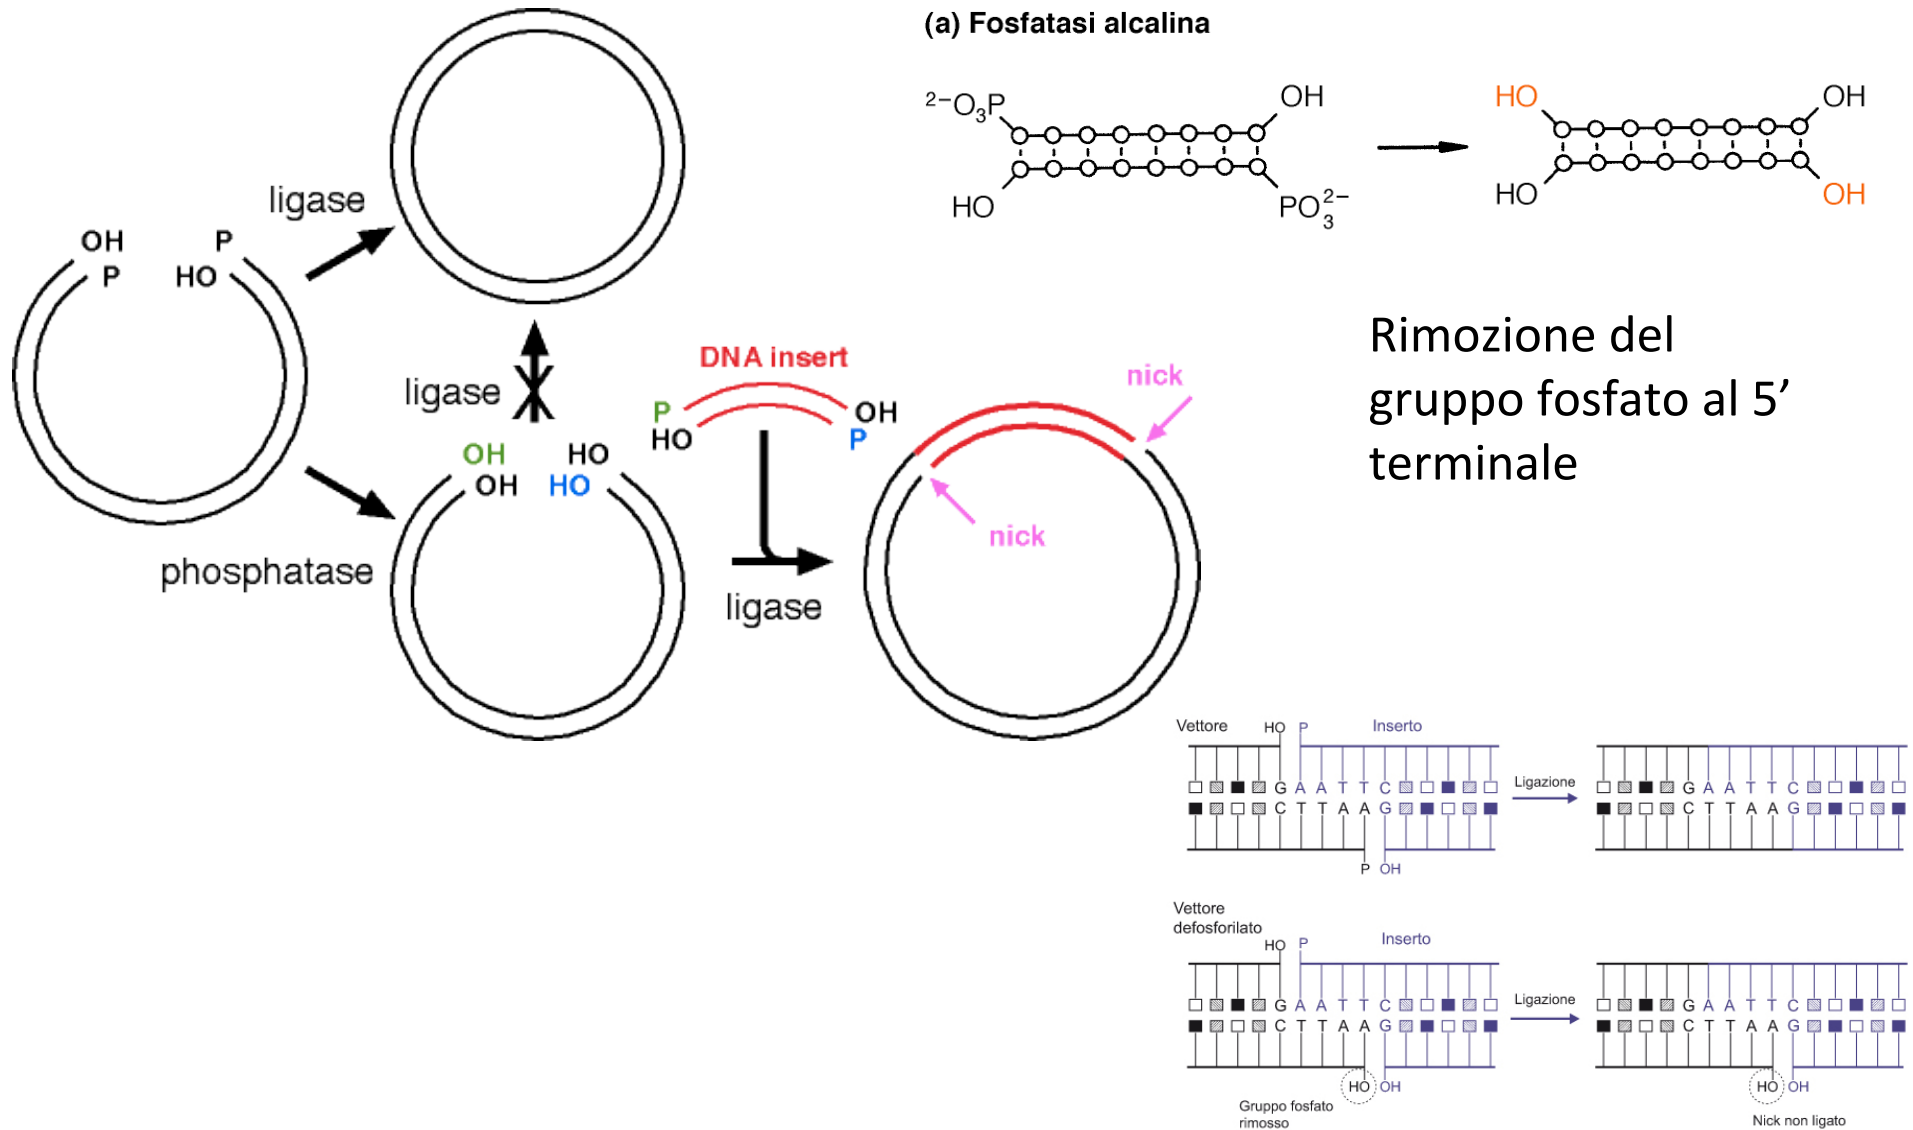 (a) Fosfatasi alcalina
2−O3P
OH
HO
PO3 2−
HO
OH
HO
OH
ligase
OH
P
P
HO
ligase
DNA insert
P
HO
OH
P
nick
nick
OH
OH
HO
HO
phosphatase
ligase
Rimozione del
gruppo fosfato al 5’
terminale
Vettore
HO P
Inserto
G A A T T C
C T T A A G
P OH
Ligazione
G A A T T C
C T T A A G
Vettore
defosforilato
HO P
Inserto
G A A T T C
C T T A A G
HO OH
Gruppo fosfato
rimosso
Ligazione
G A A T T C
C T T A A G
HO OH
Nick non ligato